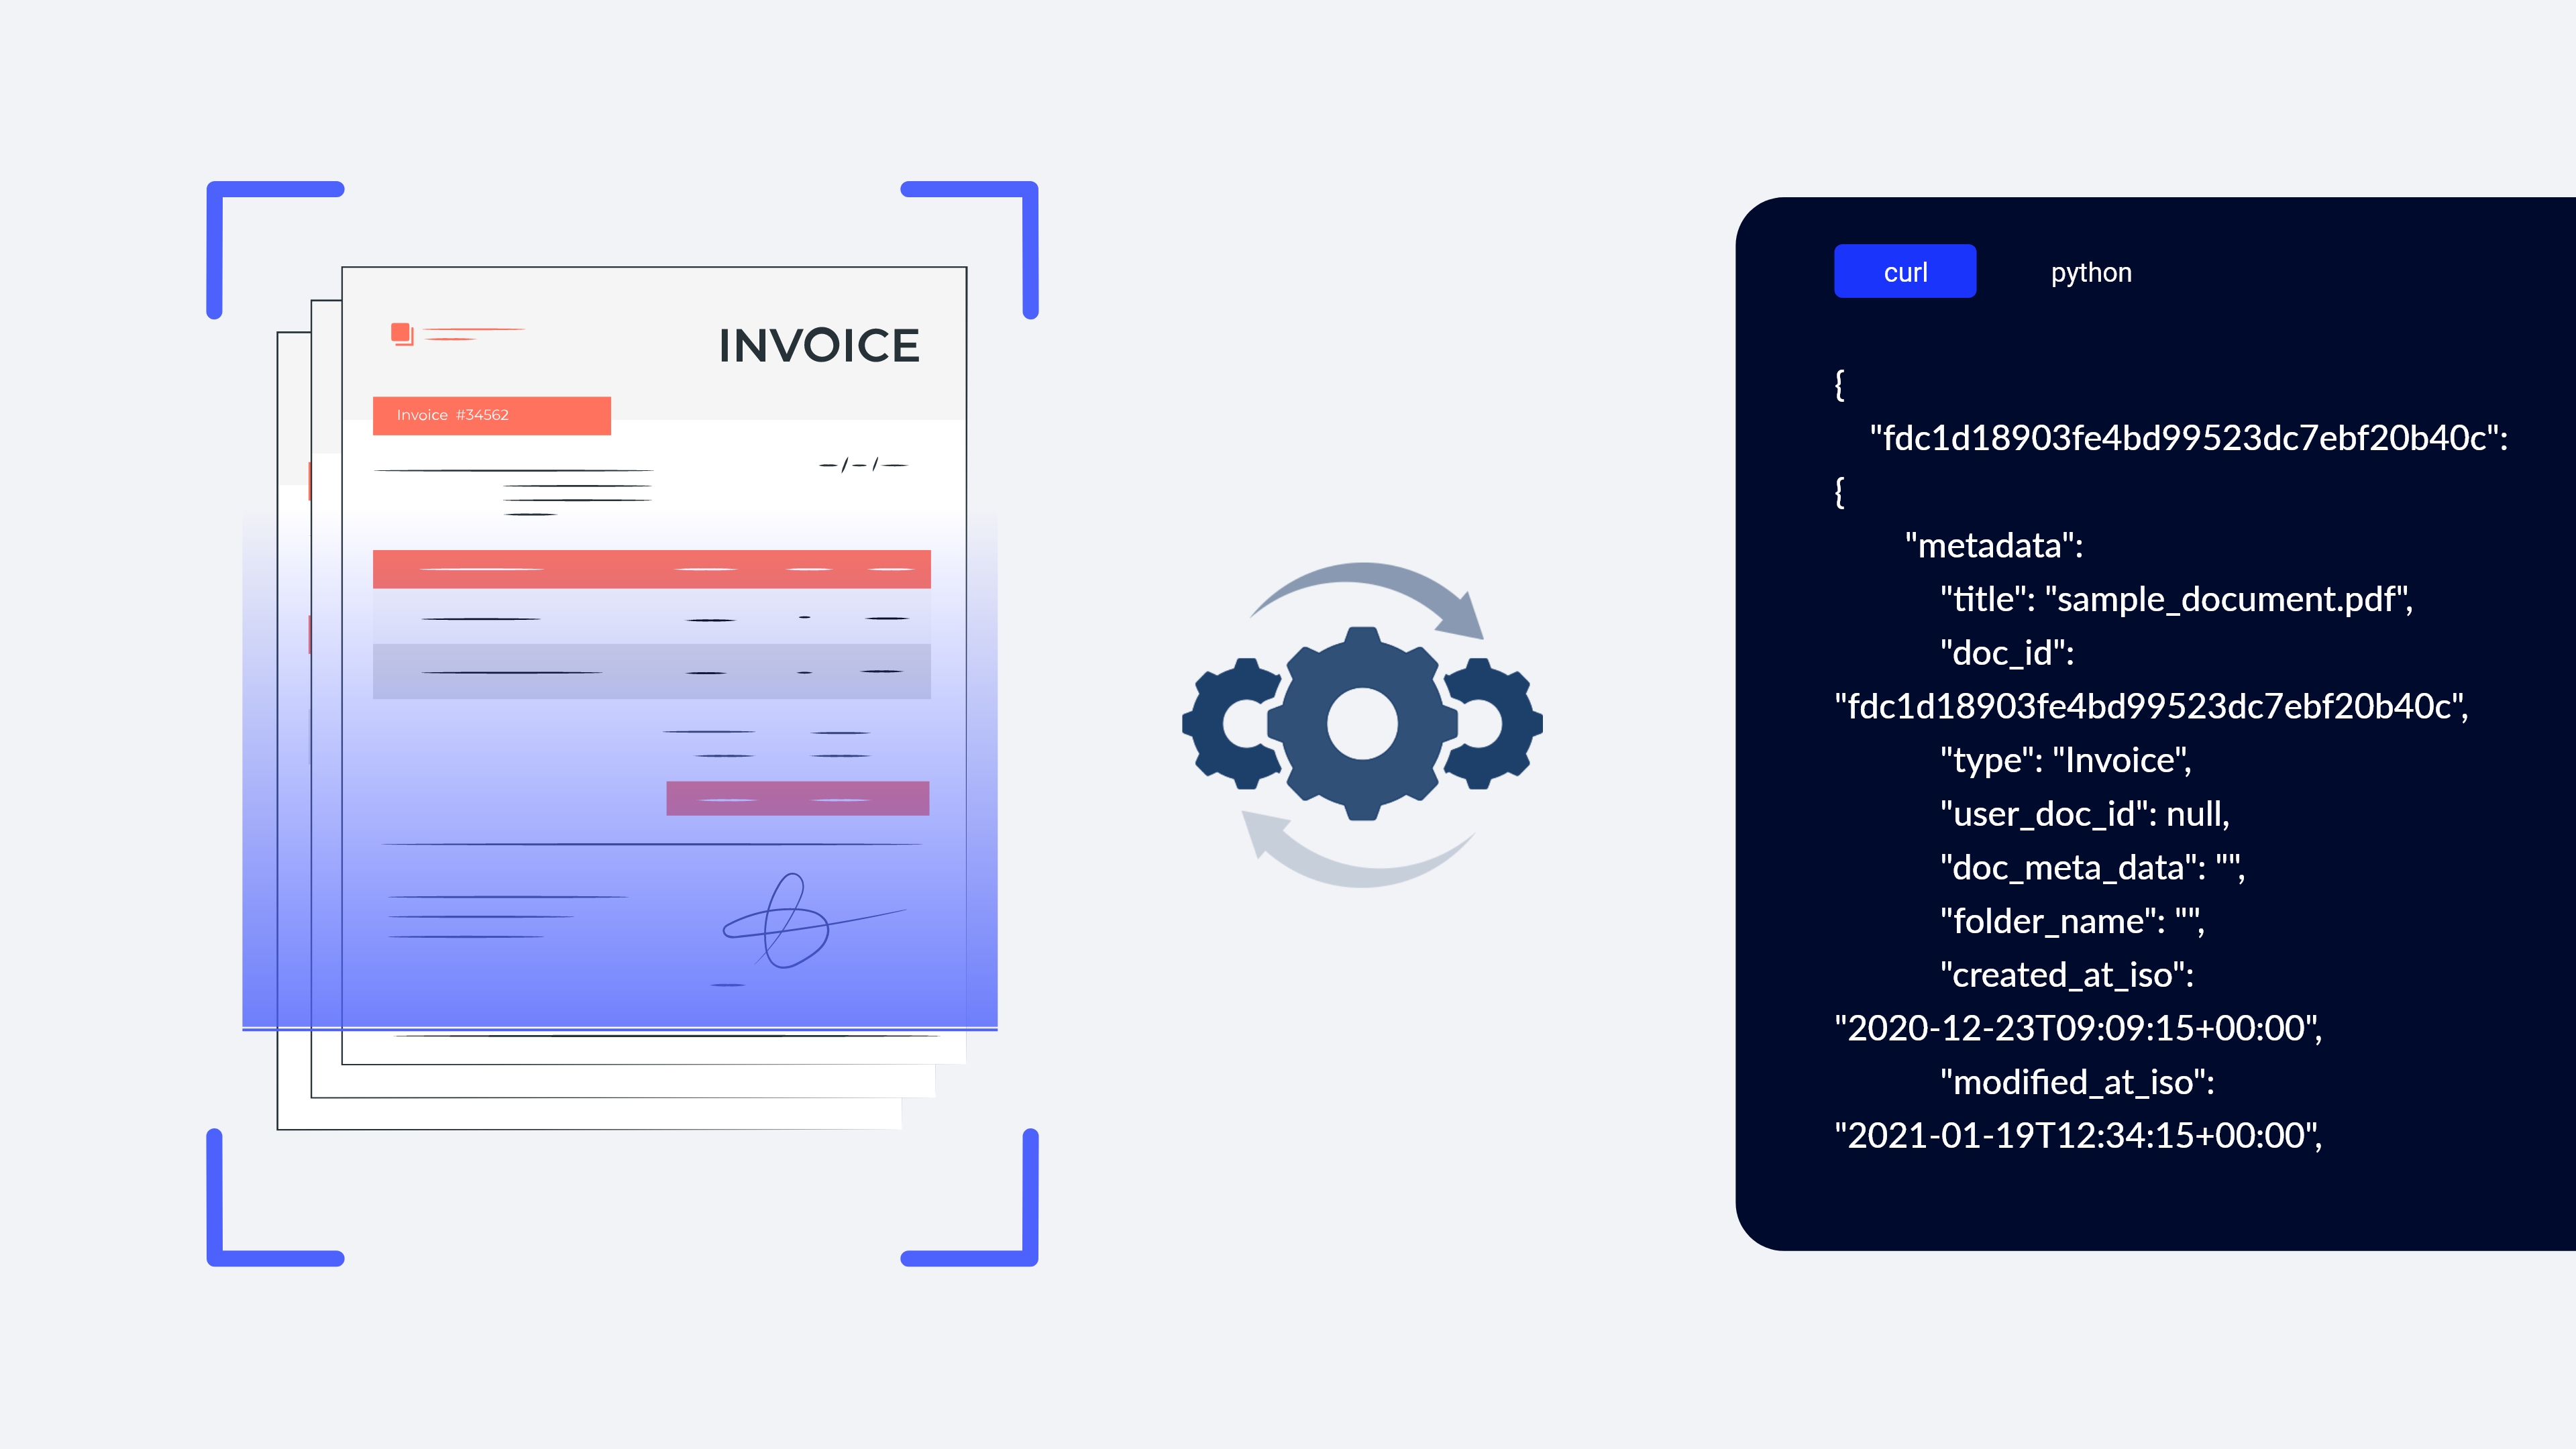 INVOICE
Invoice #34562
curl
python
{
"fdc1d18903fe4bd99523dc7ebf20b40c":
{
"metadata":
"title": "sample_document.pdf",
"doc_id":
"fdc1d18903fe4bd99523dc7ebf20b40c",
"type": "Invoice",
"user_doc_id": null,
"doc_meta_data": "",
"folder_name": "",
"created_at_iso":
"2020-12-23T09:09:15+00:00",
"modified_at_iso":
"2021-01-19T12:34:15+00:00",